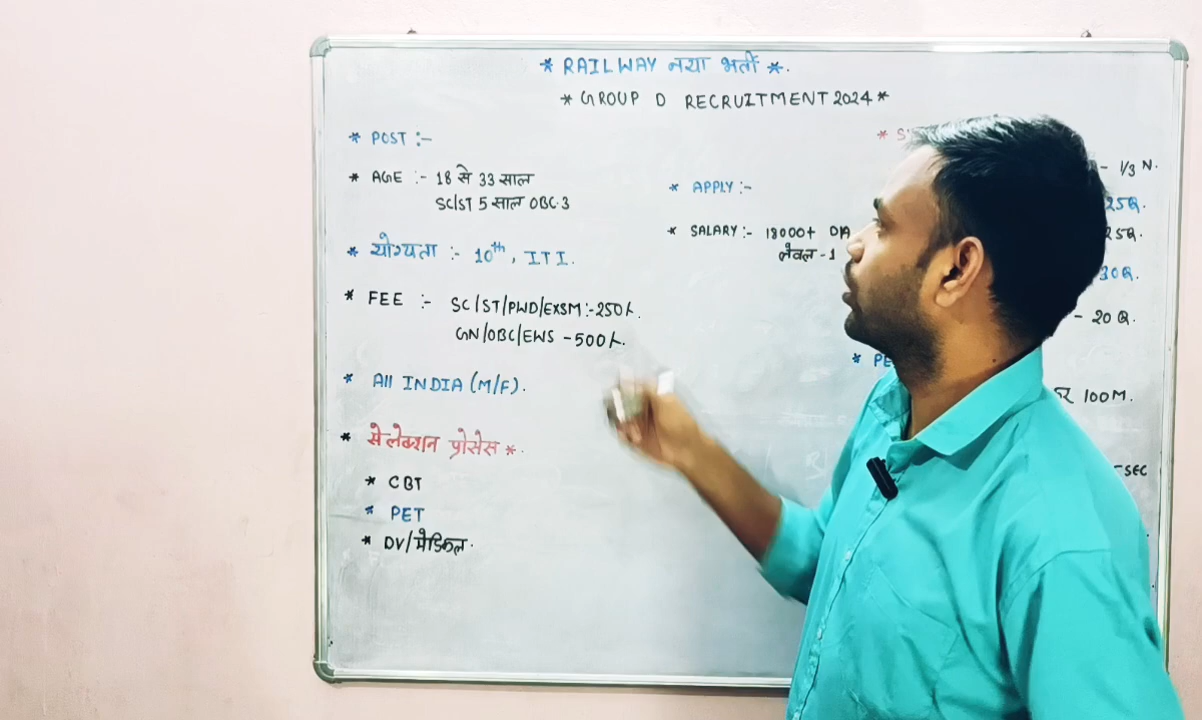 * RAILWAY नया भर्ती *.
* GROUP D RECRUITMENT 2024 *
* POST :-
* AGE :- 18 से 33 साल
SC/ST 5 साल OBC.3
* योग्यता :- 10th, ITI.
* FEE :- SC/ST/PWD/EXSM:-250/-.
GN/OBC/EWS - 500/-.
* All INDIA (M/F).
* सेलेक्शन प्रोसेस *.
* CBT
* PET
* DV/मेडिकल.
* APPLY :-
* SALARY :- 18000+ DA
लेवल - 1
* S
- 1/3 N.
25Q.
25Q.
30Q.
- 20 Q.
* PE
100M.
-SEC